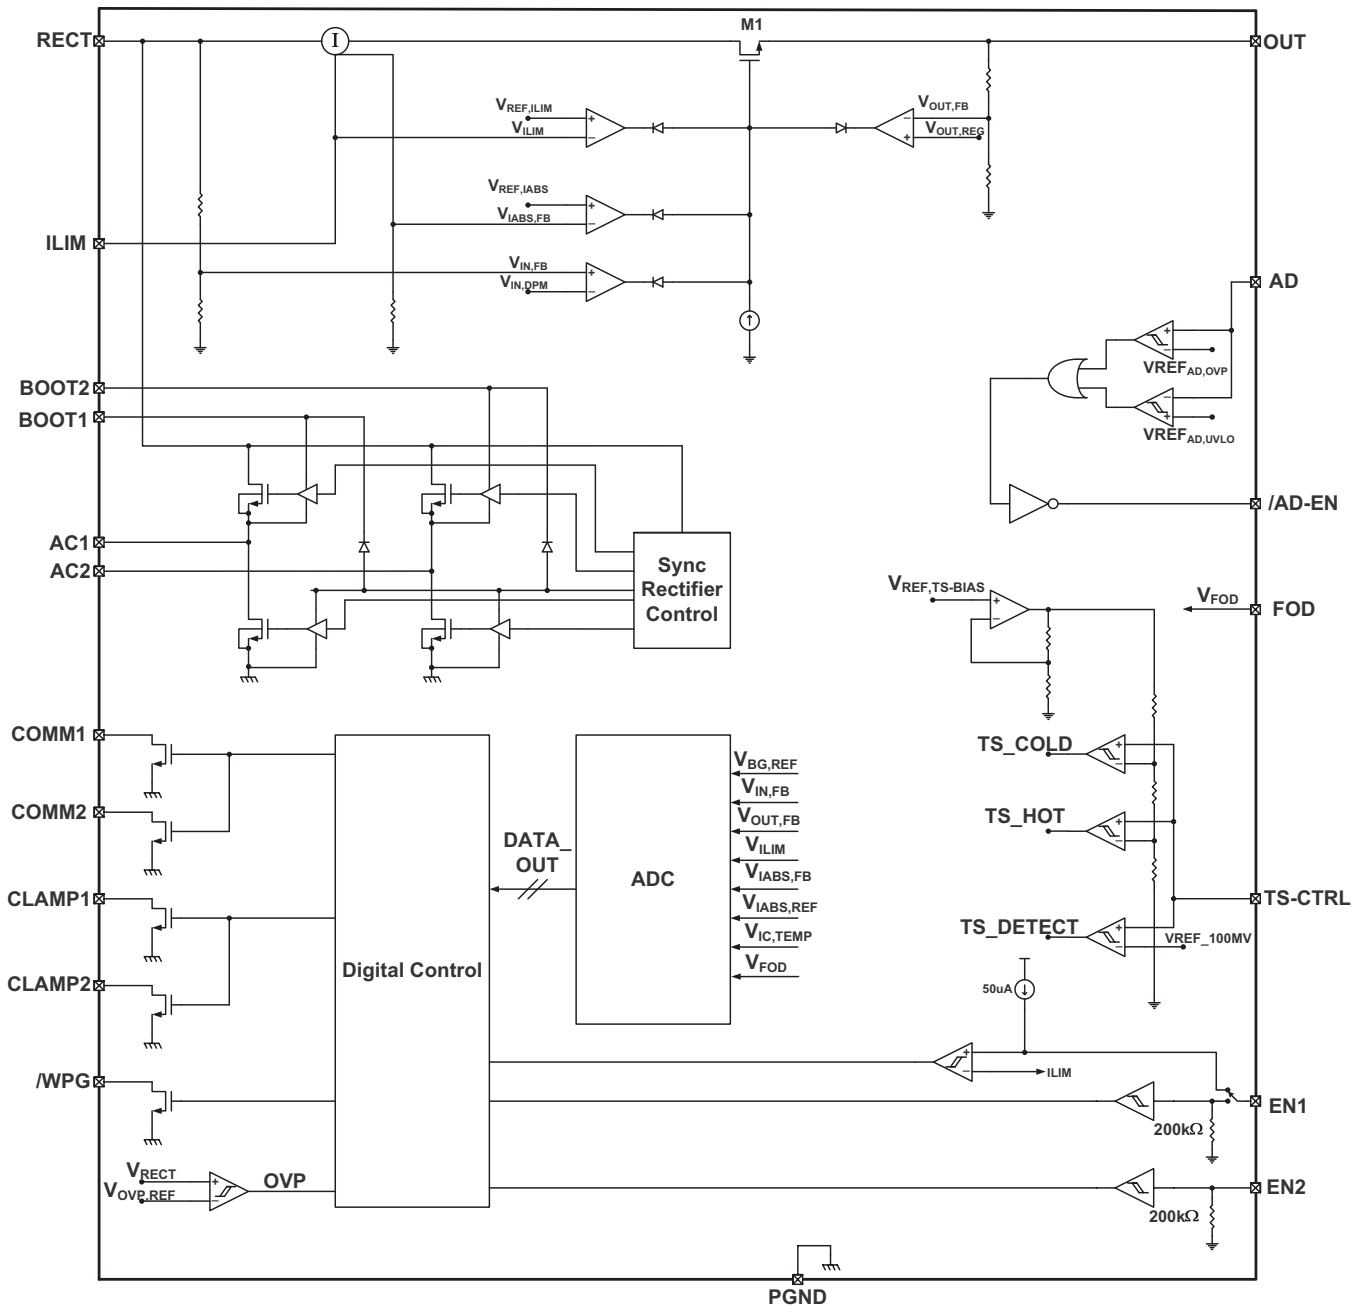 M1
RECT
I
OUT
VREF,ILIM
VILIM
VOUT,FB
VOUT,REG
VREF,IABS
VIABS,FB
ILIM
VIN,FB
VIN,DPM
AD
VREFAD,OVP
VREFAD,UVLO
BOOT2
BOOT1
/AD-EN
AC1
AC2
Sync
Rectifier
Control
VREF,TS-BIAS
VFOD
FOD
COMM1
COMM2
CLAMP1
CLAMP2
/WPG
Digital Control
DATA_
OUT
ADC
VBG,REF
VIN,FB
VOUT,FB
VILIM
VIABS,FB
VIABS,REF
VIC,TEMP
VFOD
TS_COLD
TS_HOT
TS-CTRL
TS_DETECT
VREF_100MV
50uA
ILIM
EN1
200kΩ
EN2
200kΩ
VRECT
VOVP,REF
OVP
PGND